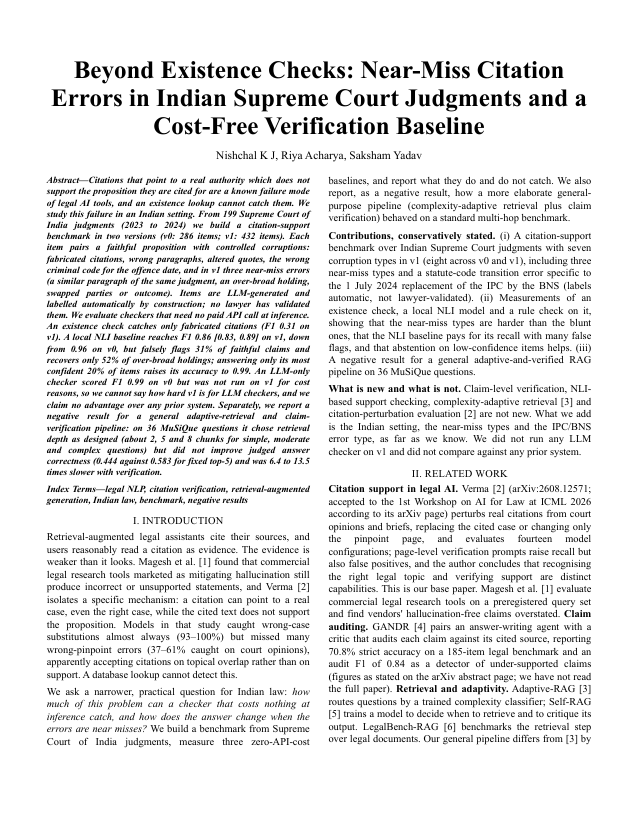 Beyond Existence Checks: Near-Miss Citation
Errors in Indian Supreme Court Judgments and a
Cost-Free Verification Baseline
Nishchal K J, Riya Acharya, Saksham Yadav
Abstract—Citations that point to a real authority which does not
support the proposition they are cited for are a known failure mode
of legal AI tools, and an existence lookup cannot catch them. We
study this failure in an Indian setting. From 199 Supreme Court of
India judgments (2023 to 2024) we build a citation-support
benchmark in two versions (v0: 286 items; v1: 432 items). Each
item pairs a faithful proposition with controlled corruptions:
fabricated citations, wrong paragraphs, altered quotes, the wrong
criminal code for the offence date, and in v1 three near-miss errors
(a similar paragraph of the same judgment, an over-broad holding,
swapped parties or outcome). Items are LLM-generated and
labelled automatically by construction; no lawyer has validated
them. We evaluate checkers that need no paid API call at inference.
An existence check catches only fabricated citations (F1 0.31 on
v1). A local NLI baseline reaches F1 0.86 [0.83, 0.89] on v1, down
from 0.96 on v0, but falsely flags 31% of faithful claims and
recovers only 52% of over-broad holdings; answering only its most
confident 20% of items raises its accuracy to 0.99. An LLM-only
checker scored F1 0.99 on v0 but was not run on v1 for cost
reasons, so we cannot say how hard v1 is for LLM checkers, and we
claim no advantage over any prior system. Separately, we report a
negative result for a general adaptive-retrieval and claim-
verification pipeline: on 36 MuSiQue questions it chose retrieval
depth as designed (about 2, 5 and 8 chunks for simple, moderate
and complex questions) but did not improve judged answer
correctness (0.444 against 0.583 for fixed top-5) and was 6.4 to 13.5
times slower with verification.
Index Terms—legal NLP, citation verification, retrieval-augmented
generation, Indian law, benchmark, negative results
I. INTRODUCTION
Retrieval-augmented legal assistants cite their sources, and
users reasonably read a citation as evidence. The evidence is
weaker than it looks. Magesh et al. [1] found that commercial
legal research tools marketed as mitigating hallucination still
produce incorrect or unsupported statements, and Verma [2]
isolates a specific mechanism: a citation can point to a real
case, even the right case, while the cited text does not support
the proposition. Models in that study caught wrong-case
substitutions almost always (93–100%) but missed many
wrong-pinpoint errors (37–61% caught on court opinions),
apparently accepting citations on topical overlap rather than on
support. A database lookup cannot detect this.
We ask a narrower, practical question for Indian law: how
much of this problem can a checker that costs nothing at
inference catch, and how does the answer change when the
errors are near misses? We build a benchmark from Supreme
Court of India judgments, measure three zero-API-cost
baselines, and report what they do and do not catch. We also
report, as a negative result, how a more elaborate general-
purpose pipeline (complexity-adaptive retrieval plus claim
verification) behaved on a standard multi-hop benchmark.
Contributions, conservatively stated. (i) A citation-support
benchmark over Indian Supreme Court judgments with seven
corruption types in v1 (eight across v0 and v1), including three
near-miss types and a statute-code transition error specific to
the 1 July 2024 replacement of the IPC by the BNS (labels
automatic, not lawyer-validated). (ii) Measurements of an
existence check, a local NLI model and a rule check on it,
showing that the near-miss types are harder than the blunt
ones, that the NLI baseline pays for its recall with many false
flags, and that abstention on low-confidence items helps. (iii)
A negative result for a general adaptive-and-verified RAG
pipeline on 36 MuSiQue questions.
What is new and what is not. Claim-level verification, NLI-
based support checking, complexity-adaptive retrieval [3] and
citation-perturbation evaluation [2] are not new. What we add
is the Indian setting, the near-miss types and the IPC/BNS
error type, as far as we know. We did not run any LLM
checker on v1 and did not compare against any prior system.
II. RELATED WORK
Citation support in legal AI. Verma [2] (arXiv:2608.12571;
accepted to the 1st Workshop on AI for Law at ICML 2026
according to its arXiv page) perturbs real citations from court
opinions and briefs, replacing the cited case or changing only
the pinpoint page, and evaluates fourteen model
configurations; page-level verification prompts raise recall but
also false positives, and the author concludes that recognising
the right legal topic and verifying support are distinct
capabilities. This is our base paper. Magesh et al. [1] evaluate
commercial legal research tools on a preregistered query set
and find vendors' hallucination-free claims overstated. Claim
auditing. GANDR [4] pairs an answer-writing agent with a
critic that audits each claim against its cited source, reporting
70.8% strict accuracy on a 185-item legal benchmark and an
audit F1 of 0.84 as a detector of under-supported claims
(figures as stated on the arXiv abstract page; we have not read
the full paper). Retrieval and adaptivity. Adaptive-RAG [3]
routes questions by a trained complexity classifier; Self-RAG
[5] trains a model to decide when to retrieve and to critique its
output. LegalBench-RAG [6] benchmarks the retrieval step
over legal documents. Our general pipeline differs from [3] by